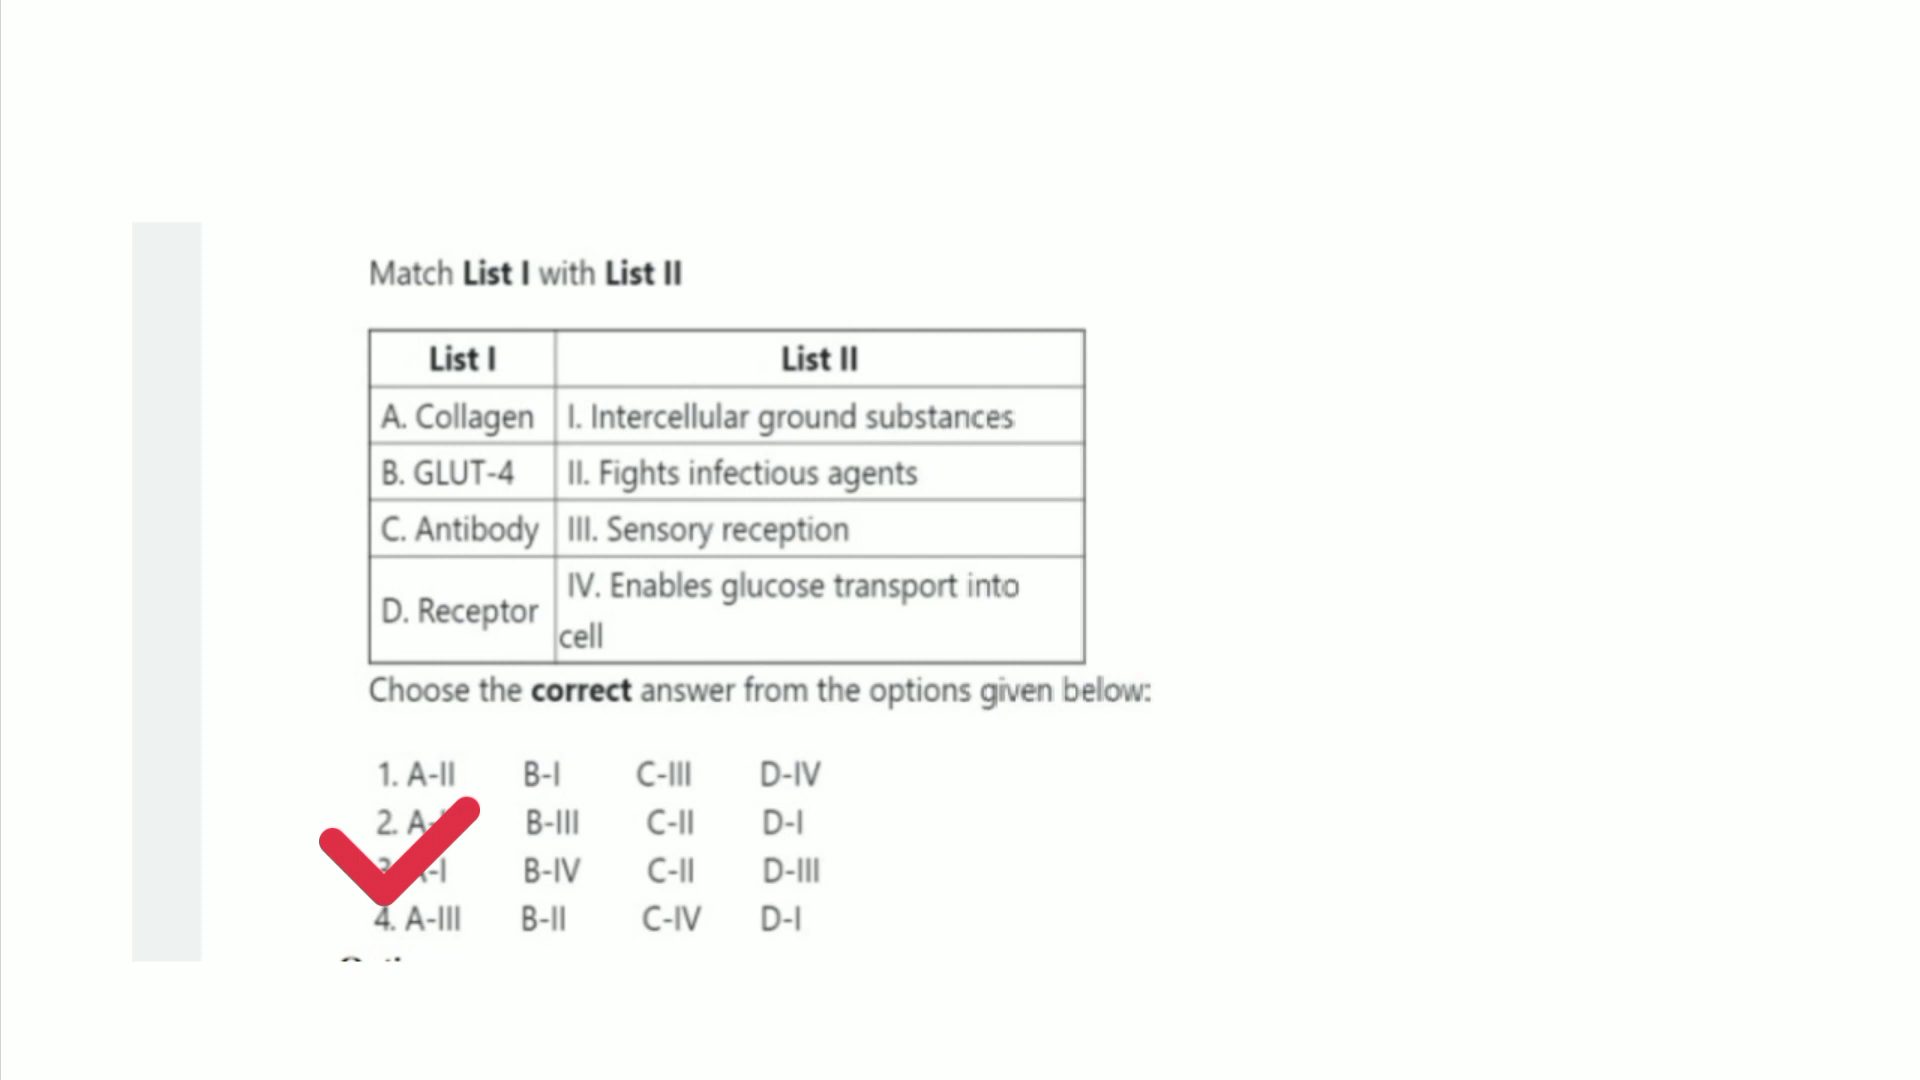 Match List I with List II
List I List II
A. Collagen I. Intercellular ground substances
B. GLUT-4 II. Fights infectious agents
C. Antibody III. Sensory reception
D. Receptor IV. Enables glucose transport into
cell
Choose the correct answer from the options given below:
1. A-II B-I C-III D-IV
2. B-III C-II D-I
B-IV C-II D-III
4. A-III B-II C-IV D-I